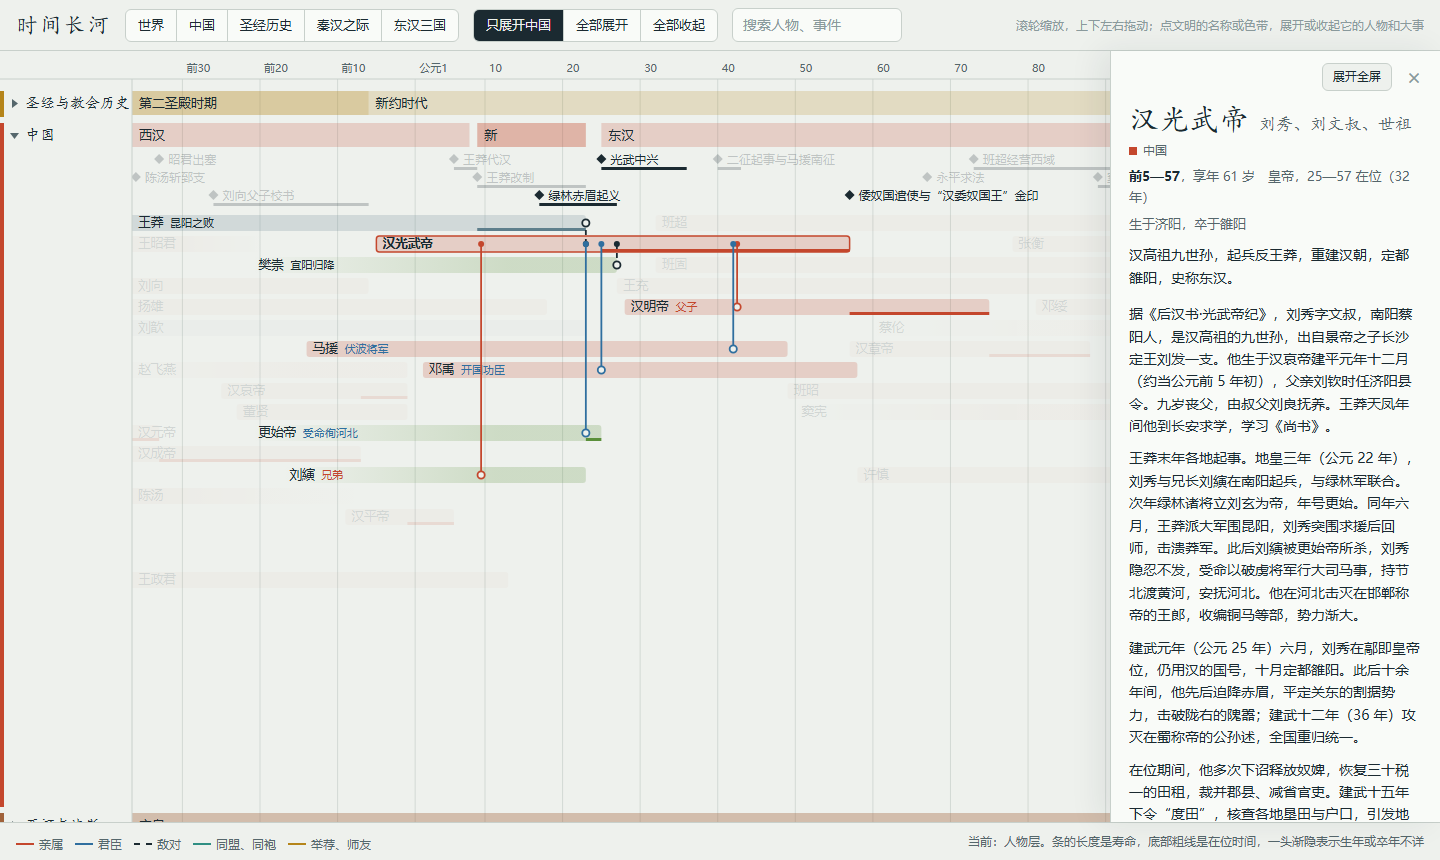 时间长河 世界 中国 圣经历史 秦汉之际 东汉三国 只展开中国 全部展开 全部收起 搜索人物、事件 滚轮缩放，上下左右拖动；点文明的名称或色带，展开或收起它的人物和大事
前30 前20 前10 公元1 10 20 30 40 50 60 70 80
圣经与教会历史 第二圣殿时期 新约时代
中国 西汉 新 东汉
昭君出塞 王莽代汉 光武中兴 二征起事与马援南征 班超经营西域
陈汤斩郅支 王莽改制 永平求法
刘向父子校书 绿林赤眉起义 倭奴国遣使与“汉委奴国王”金印
王莽 昆阳之败 班超
王昭君 汉光武帝 张衡
樊崇 宜阳归降 班固
刘向 王充
扬雄 汉明帝 父子 邓绥
刘歆 蔡伦
马援 伏波将军 汉章帝
赵飞燕 邓禹 开国功臣
汉哀帝 班昭
董贤 窦宪
汉元帝 更始帝 受命徇河北
汉成帝
刘縯 兄弟 许慎
陈汤
汉平帝
王政君
展开全屏 ×
汉光武帝 刘秀、刘文叔、世祖
中国
前5—57，享年 61 岁 皇帝，25—57 在位（32
年）
生于济阳，卒于雒阳
汉高祖九世孙，起兵反王莽，重建汉朝，定都
雒阳，史称东汉。
据《后汉书·光武帝纪》，刘秀字文叔，南阳蔡
阳人，是汉高祖的九世孙，出自景帝之子长沙
定王刘发一支。他生于汉哀帝建平元年十二月
（约当公元前 5 年初），父亲刘钦时任济阳县
令。九岁丧父，由叔父刘良抚养。王莽天凤年
间他到长安求学，学习《尚书》。
王莽末年各地起事。地皇三年（公元 22 年），
刘秀与兄长刘縯在南阳起兵，与绿林军联合。
次年绿林诸将立刘玄为帝，年号更始。同年六
月，王莽派大军围昆阳，刘秀突围求援后回
师，击溃莽军。此后刘縯被更始帝所杀，刘秀
隐忍不发，受命以破虏将军行大司马事，持节
北渡黄河，安抚河北。他在河北击灭在邯郸称
帝的王郎，收编铜马等部，势力渐大。
建武元年（公元 25 年）六月，刘秀在鄗即皇帝
位，仍用汉的国号，十月定都雒阳。此后十余
年间，他先后迫降赤眉，平定关东的割据势
力，击破陇右的隗嚣；建武十二年（36 年）攻
灭在蜀称帝的公孙述，全国重归统一。
在位期间，他多次下诏释放奴婢，恢复三十税
一的田租，裁并郡县、减省官吏。建武十五年
下令“度田”，核查各地垦田与户口，引发地
亲属 君臣 敌对 同盟、同袍 举荐、师友 当前：人物层。条的长度是寿命，底部粗线是在位时间，一头渐隐表示生年或卒年不详